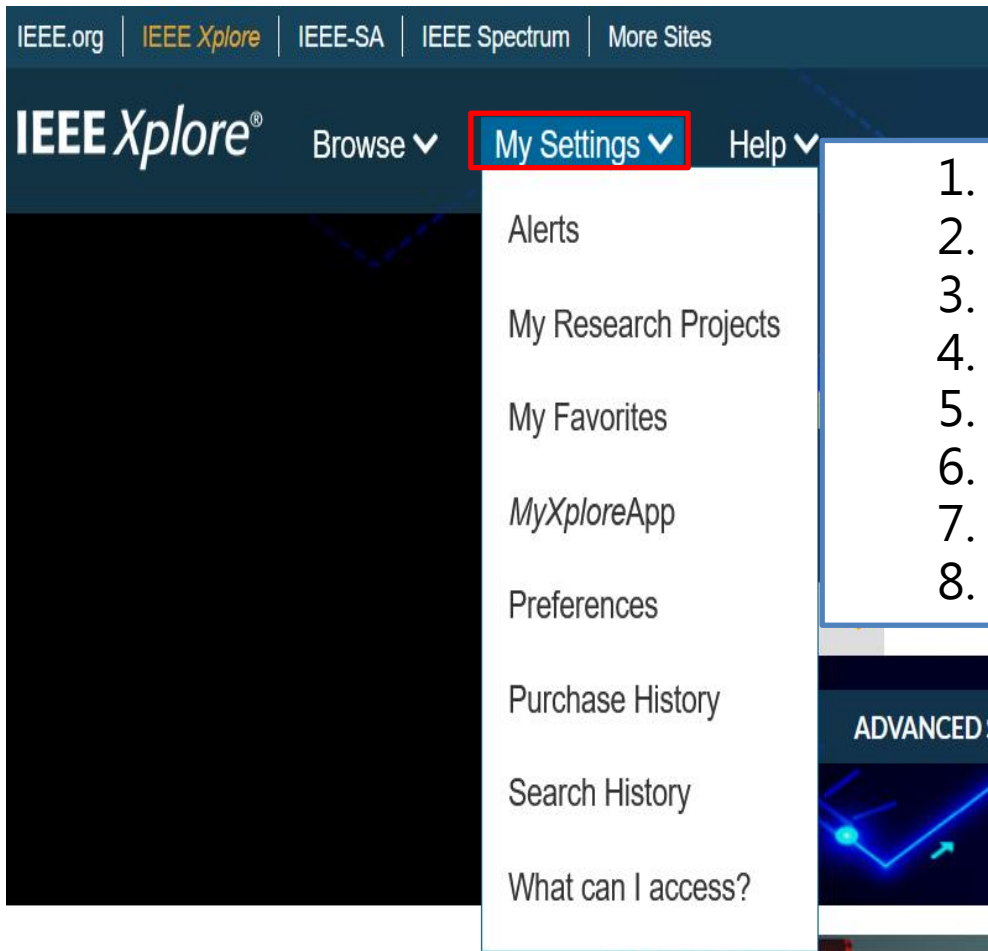 IEEE.org | IEEE Xplore | IEEE-SA | IEEE Spectrum | More Sites
IEEE Xplore® Browse My Settings Help
Alerts
My Research Projects
My Favorites
MyXploreApp
Preferences
Purchase History
Search History
What can I access?
1.
2.
3.
4.
5.
6.
7.
8.
ADVANCED